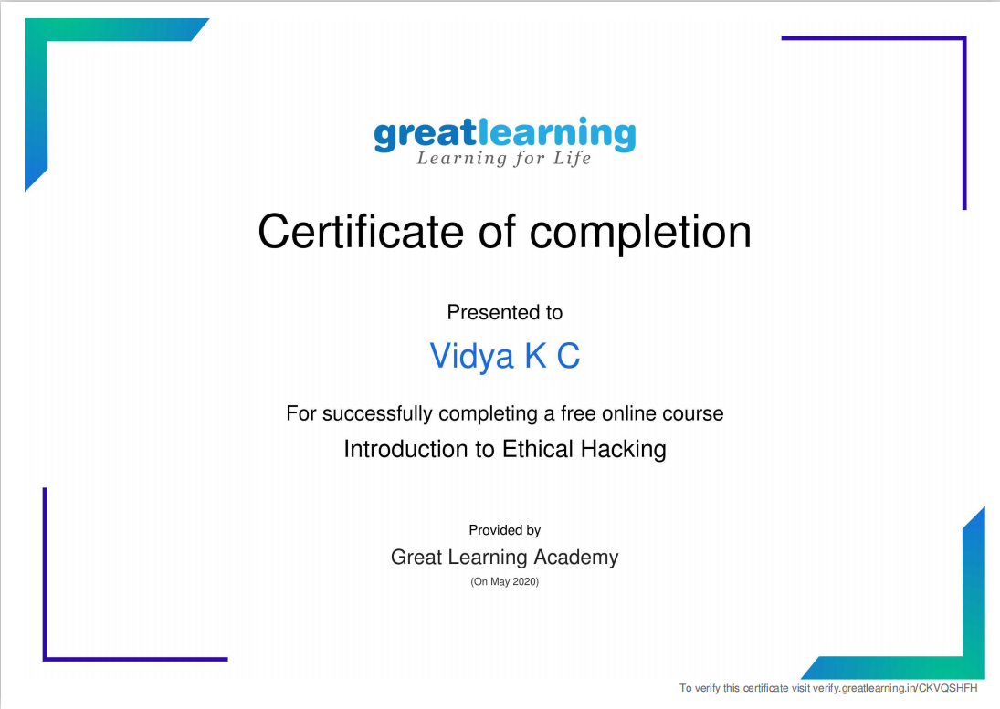 greatlearning
Learning for Life
Certificate of completion
Presented to
Vidya K C
For successfully completing a free online course
Introduction to Ethical Hacking
Provided by
Great Learning Academy
(On May 2020)
To verify this certificate visit verify.greatlearning.in/CKVQSHFH